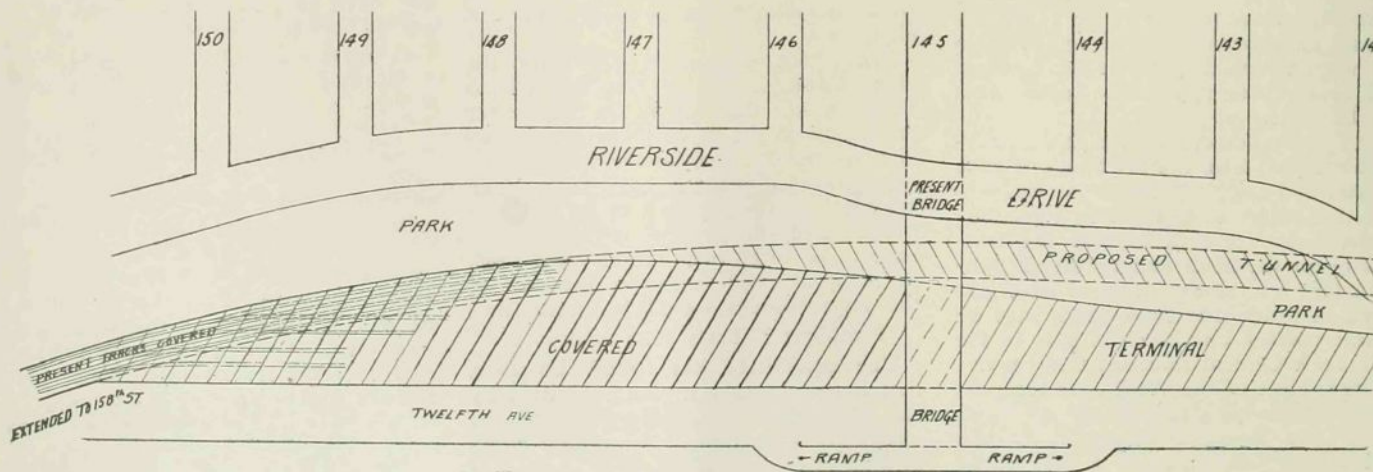 150 149 148 147 146 145 144 143 14
RIVERSIDE DRIVE
PRESENT
BRIDGE
PARK
PROPOSED TUNNEL
PARK
PRESENT TRACKS COVERED
COVERED TERMINAL
EXTENDED TO 158TH ST
TWELFTH AVE
BRIDGE
←RAMP RAMP→